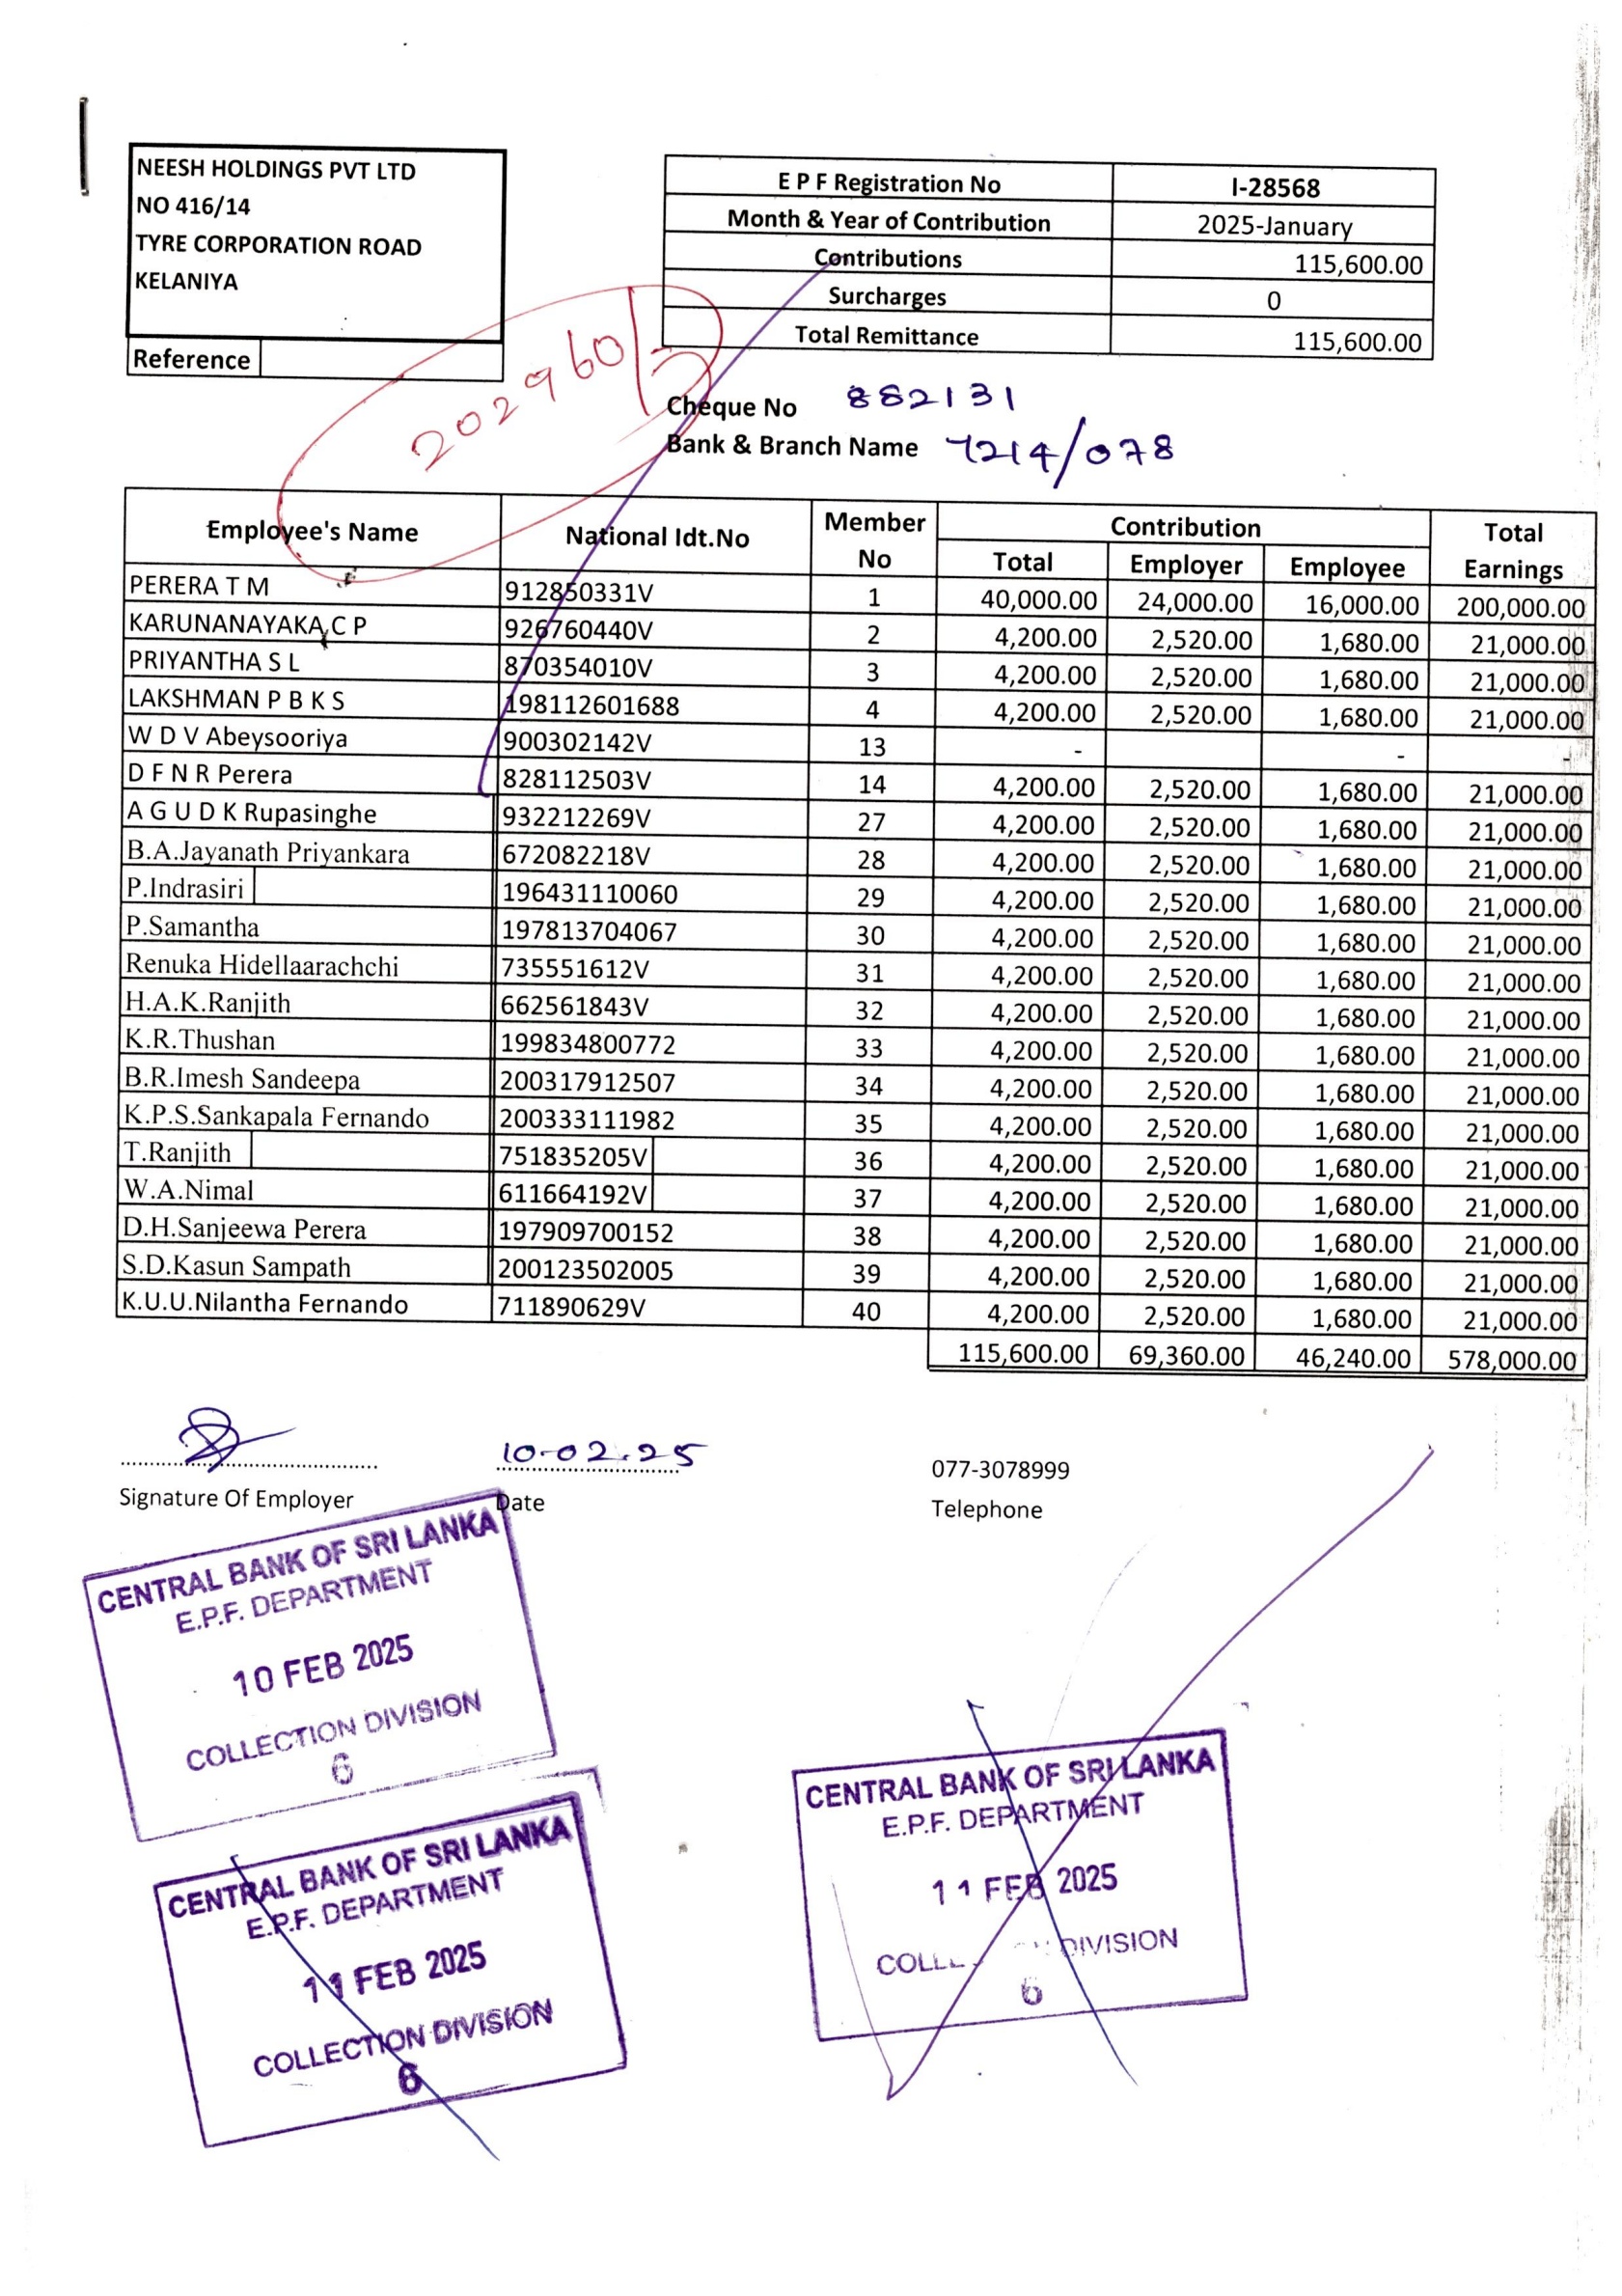 NEESH HOLDINGS PVT LTD
NO 416/14
TYRE CORPORATION ROAD
KELANIYA
Reference
E P F Registration No I-28568
Month & Year of Contribution 2025-January
Contributions 115,600.00
Surcharges 0
Total Remittance 115,600.00
202960/-
Cheque No 882131
Bank & Branch Name 7214/078
Employee's Name National Idt.No Member No Contribution Total Earnings
Total Employer Employee
PERERA T M 912850331V 1 40,000.00 24,000.00 16,000.00 200,000.00
KARUNANAYAKA C P 926760440V 2 4,200.00 2,520.00 1,680.00 21,000.00
PRIYANTHA S L 870354010V 3 4,200.00 2,520.00 1,680.00 21,000.00
LAKSHMAN P B K S 198112601688 4 4,200.00 2,520.00 1,680.00 21,000.00
W D V Abeysooriya 900302142V 13 - - -
D F N R Perera 828112503V 14 4,200.00 2,520.00 1,680.00 21,000.00
A G U D K Rupasinghe 932212269V 27 4,200.00 2,520.00 1,680.00 21,000.00
B.A.Jayanath Priyankara 672082218V 28 4,200.00 2,520.00 1,680.00 21,000.00
P.Indrasiri 196431110060 29 4,200.00 2,520.00 1,680.00 21,000.00
P.Samantha 197813704067 30 4,200.00 2,520.00 1,680.00 21,000.00
Renuka Hidellaarachchi 735551612V 31 4,200.00 2,520.00 1,680.00 21,000.00
H.A.K.Ranjith 662561843V 32 4,200.00 2,520.00 1,680.00 21,000.00
K.R.Thushan 199834800772 33 4,200.00 2,520.00 1,680.00 21,000.00
B.R.Imesh Sandeepa 200317912507 34 4,200.00 2,520.00 1,680.00 21,000.00
K.P.S.Sankapala Fernando 200333111982 35 4,200.00 2,520.00 1,680.00 21,000.00
T.Ranjith 751835205V 36 4,200.00 2,520.00 1,680.00 21,000.00
W.A.Nimal 611664192V 37 4,200.00 2,520.00 1,680.00 21,000.00
D.H.Sanjeewa Perera 197909700152 38 4,200.00 2,520.00 1,680.00 21,000.00
S.D.Kasun Sampath 200123502005 39 4,200.00 2,520.00 1,680.00 21,000.00
K.U.U.Nilantha Fernando 711890629V 40 4,200.00 2,520.00 1,680.00 21,000.00
115,600.00 69,360.00 46,240.00 578,000.00
10-02.25 077-3078999
Signature Of Employer Date Telephone
CENTRAL BANK OF SRI LANKA
E.P.F. DEPARTMENT
10 FEB 2025
COLLECTION DIVISION
6
CENTRAL BANK OF SRI LANKA
E.P.F. DEPARTMENT
11 FEB 2025
COLLECTION DIVISION
6
CENTRAL BANK OF SRI LANKA
E.P.F. DEPARTMENT
11 FEB 2025
DIVISION
6